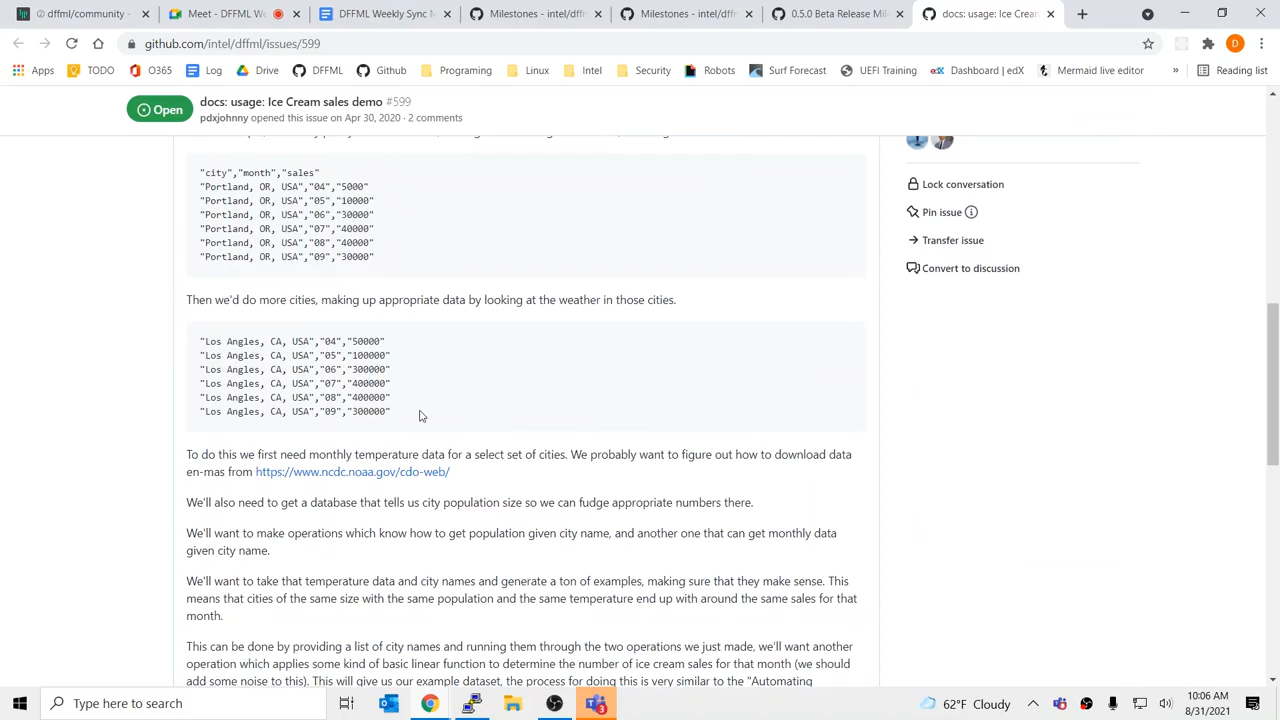 dffml/community -
Meet - DFFML We
DFFML Weekly Sync M
Milestones - intel/dffm
Milestones - intel/dffm
0.5.0 Beta Release Mil
docs: usage: Ice Crean
github.com/intel/dffml/issues/599
D
Apps
TODO
O365
Log
Drive
DFFML
Github
Programing
Linux
Intel
Security
Robots
Surf Forecast
UEFI Training
edX
Dashboard | edX
Mermaid live editor
»
Reading list
Open
docs: usage: Ice Cream sales demo #599
pdxjohnny opened this issue on Apr 30, 2020 · 2 comments
"city","month","sales"
"Portland, OR, USA","04","5000"
"Portland, OR, USA","05","10000"
"Portland, OR, USA","06","30000"
"Portland, OR, USA","07","40000"
"Portland, OR, USA","08","40000"
"Portland, OR, USA","09","30000"
Lock conversation
Pin issue
Transfer issue
Convert to discussion
Then we'd do more cities, making up appropriate data by looking at the weather in those cities.
"Los Angles, CA, USA","04","50000"
"Los Angles, CA, USA","05","100000"
"Los Angles, CA, USA","06","300000"
"Los Angles, CA, USA","07","400000"
"Los Angles, CA, USA","08","400000"
"Los Angles, CA, USA","09","300000"
To do this we first need monthly temperature data for a select set of cities. We probably want to figure out how to download data
en-mas from https://www.ncdc.noaa.gov/cdo-web/
We'll also need to get a database that tells us city population size so we can fudge appropriate numbers there.
We'll want to make operations which know how to get population given city name, and another one that can get monthly data
given city name.
We'll want to take that temperature data and city names and generate a ton of examples, making sure that they make sense. This
means that cities of the same size with the same population and the same temperature end up with around the same sales for that
month.
This can be done by providing a list of city names and running them through the two operations we just made, we'll want another
operation which applies some kind of basic linear function to determine the number of ice cream sales for that month (we should
add some noise to this). This will give us our example dataset, the process for doing this is very similar to the "Automating
Type here to search
3
62°F Cloudy
10:06 AM
8/31/2021